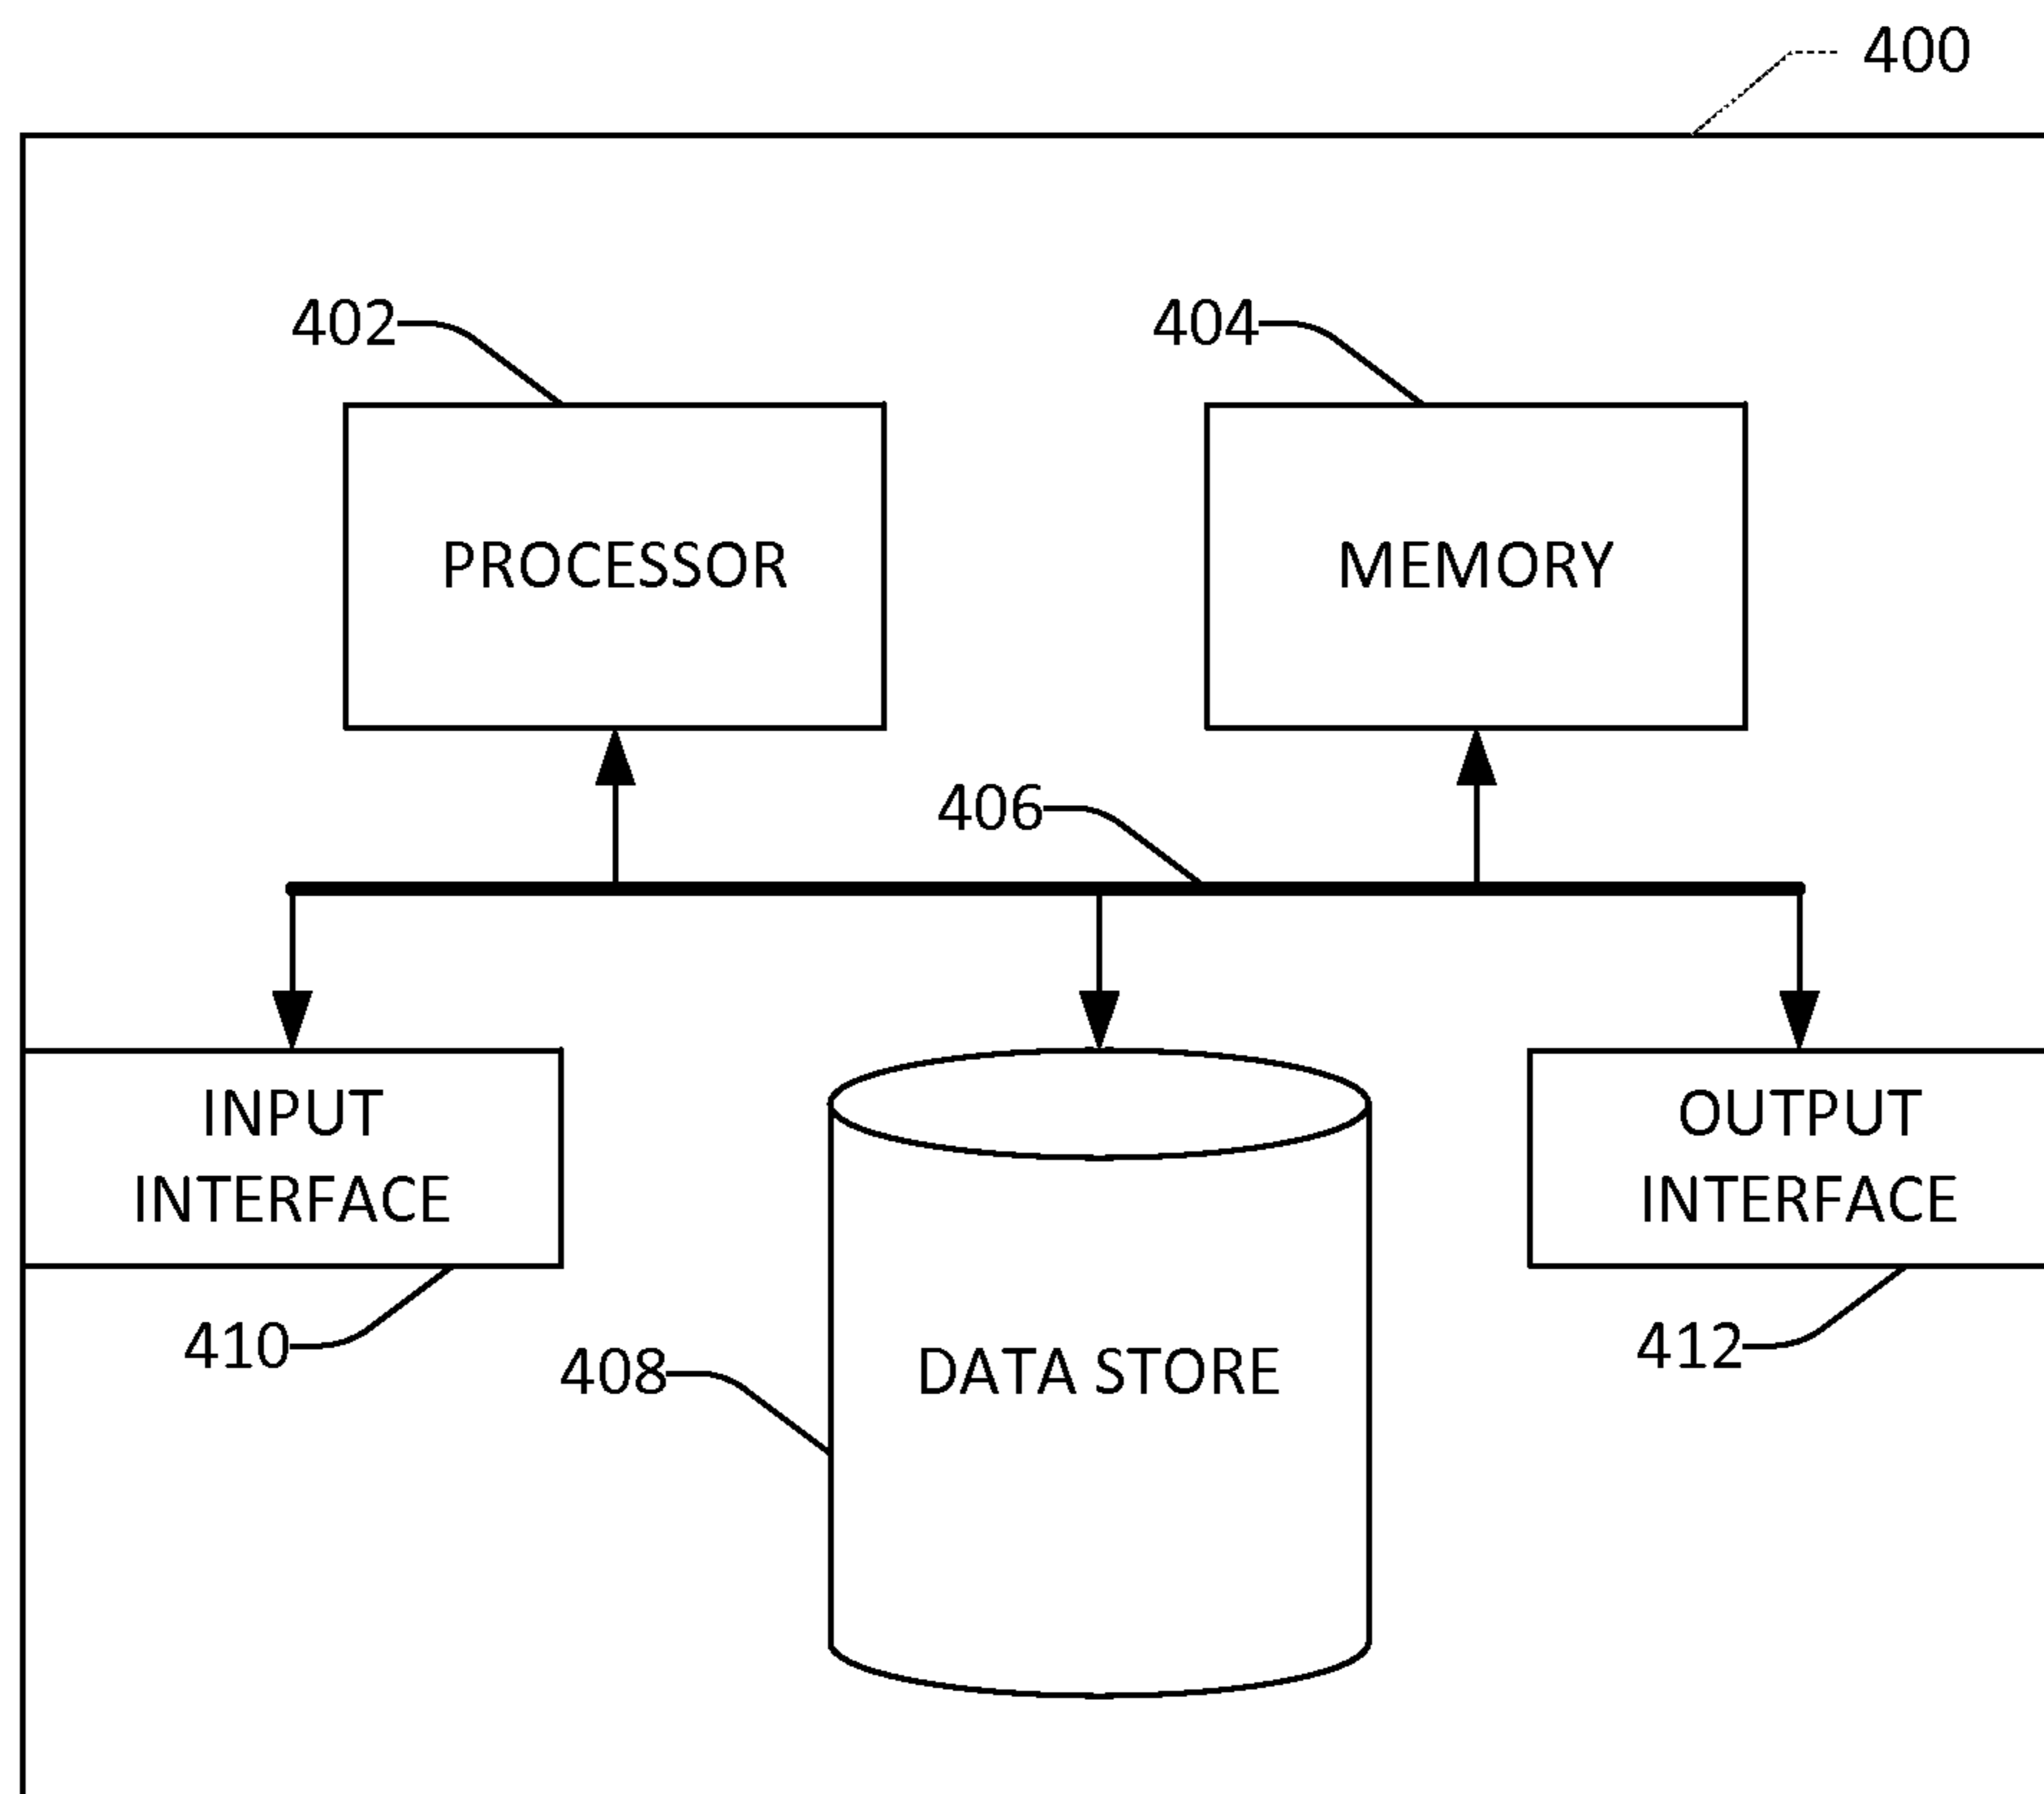 400
402
404
PROCESSOR
MEMORY
406
INPUT
INTERFACE
OUTPUT
INTERFACE
410
408
DATA STORE
412